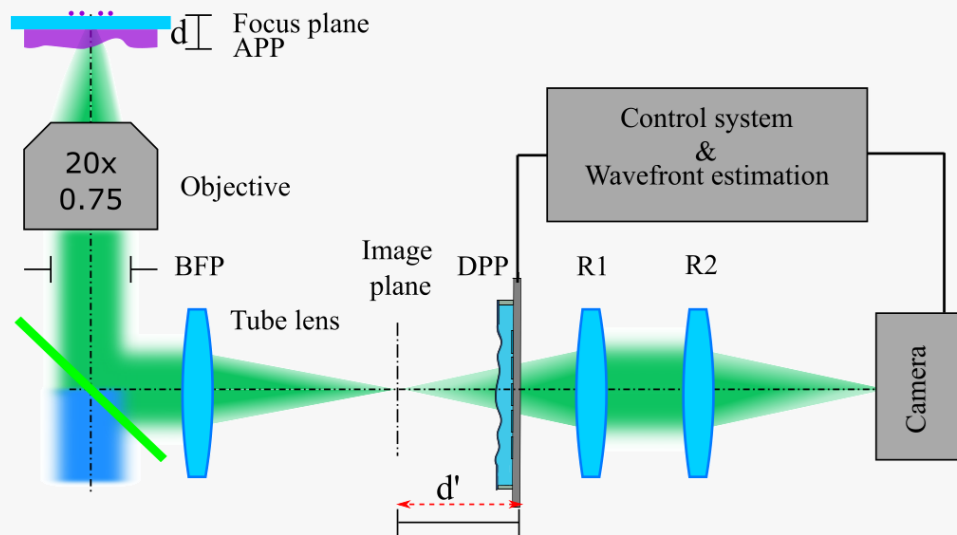 d
Focus plane
APP
20x
0.75
Objective
BFP
Tube lens
Image
plane
DPP
R1
R2
Control system
&
Wavefront estimation
Camera
d'